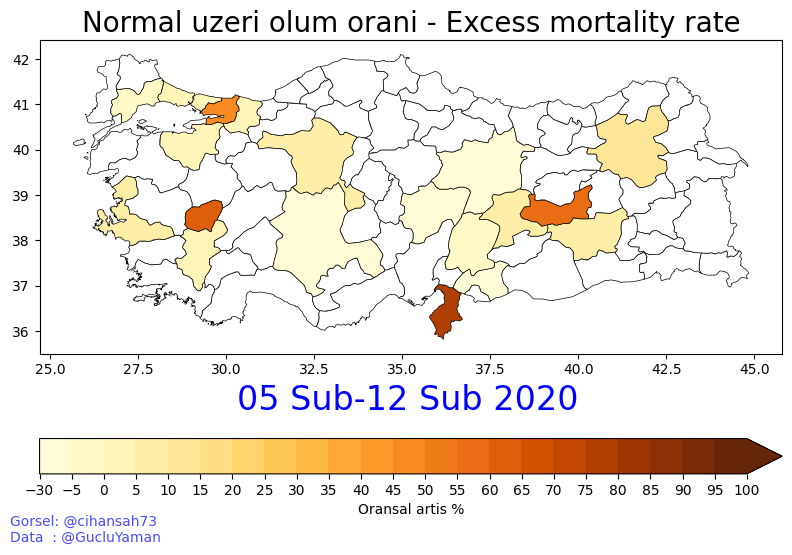 Normal uzeri olum orani - Excess mortality rate
42
41
40
39
38
37
36
25.0 27.5 30.0 32.5 35.0 37.5 40.0 42.5 45.0
05 Sub-12 Sub 2020
−30 −5 0 5 10 15 20 25 30 35 40 45 50 55 60 65 70 75 80 85 90 95 100
Oransal artis %
Gorsel: @cihansah73
Data  : @GucluYaman